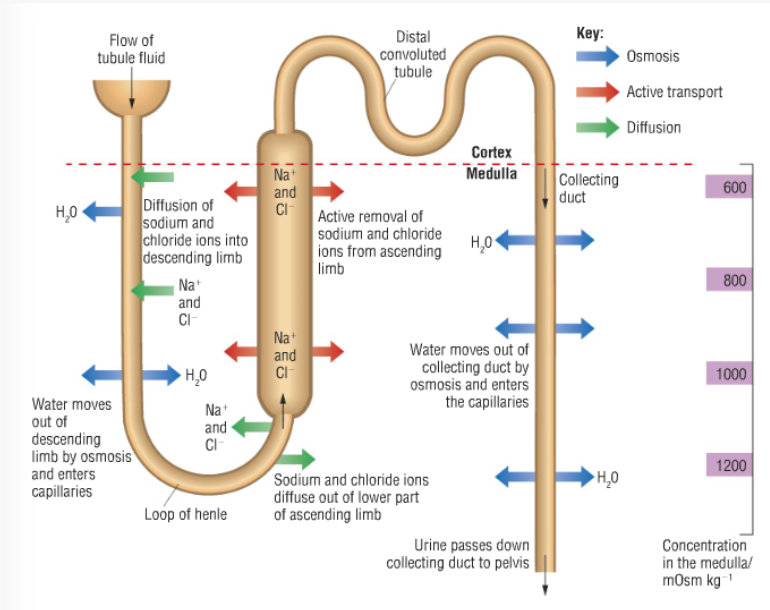 Flow of
tubule fluid
Distal
convoluted
tubule
Key:
Osmosis
Active transport
Diffusion
Cortex
Medulla
Collecting
duct
H₂O
Diffusion of
sodium and
chloride ions into
descending limb
Na⁺
and
Cl⁻
H₂O
Water moves
out of
descending
limb by osmosis
and enters
capillaries
Loop of henle
Na⁺
and
Cl⁻
Active removal of
sodium and chloride
ions from ascending
limb
Na⁺
and
Cl⁻
Na⁺
and
Cl⁻
Sodium and chloride ions
diffuse out of lower part
of ascending limb
H₂O
Water moves out of
collecting duct by
osmosis and enters
the capillaries
H₂O
Urine passes down
collecting duct to pelvis
600
800
1000
1200
Concentration
in the medulla/
mOsm kg⁻¹